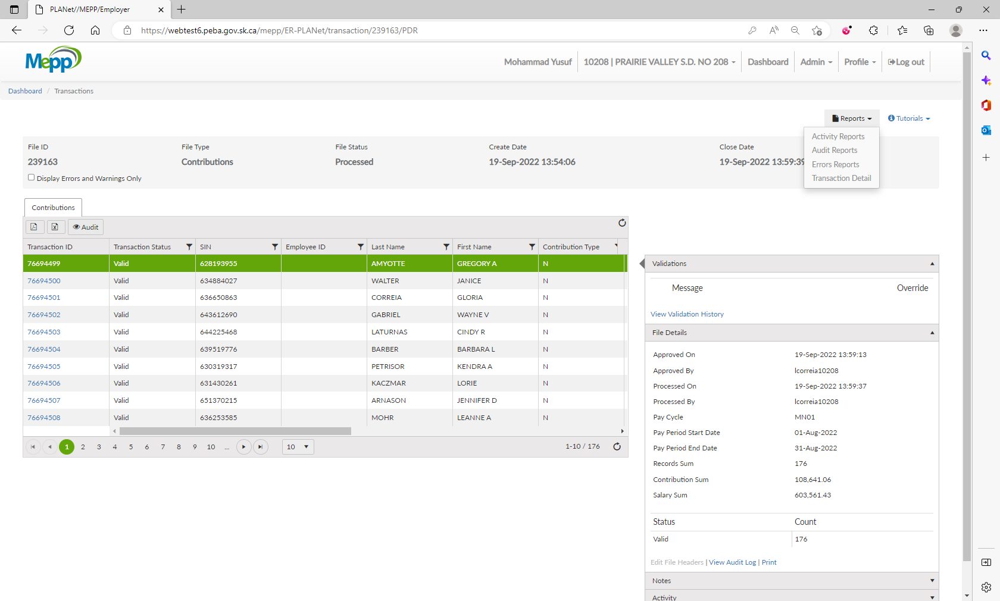 PLANet//MEPP/Employer
https://webtest6.peba.gov.sk.ca/mepp/ER-PLANet/transaction/239163/PDR
Mepp
Mohammad Yusuf
10208 | PRAIRIE VALLEY S.D. NO 208
Dashboard
Admin
Profile
Log out
Dashboard / Transactions
Reports
Tutorials
Activity Reports
Audit Reports
Errors Reports
Transaction Detail
File ID File Type File Status Create Date Close Date
239163 Contributions Processed 19-Sep-2022 13:54:06 19-Sep-2022 13:59:39
Display Errors and Warnings Only
Contributions
Audit
Transaction ID Transaction Status SIN Employee ID Last Name First Name Contribution Type
76694499 Valid 628193955 AMYOTTE GREGORY A N
76694500 Valid 634884027 WALTER JANICE N
76694501 Valid 636650863 CORREIA GLORIA N
76694502 Valid 643612690 GABRIEL WAYNE V N
76694503 Valid 644225468 LATURNAS CINDY R N
76694504 Valid 639519776 BARBER BARBARA L N
76694505 Valid 630319317 PETRISOR KENDRA A N
76694506 Valid 631430261 KACZMAR LORIE N
76694507 Valid 651370215 ARNASON JENNIFER D N
76694508 Valid 636253585 MOHR LEANNE A N
1 2 3 4 5 6 7 8 9 10 ... 10 1-10 / 176
Validations
Message Override
View Validation History
File Details
Approved On 19-Sep-2022 13:59:13
Approved By lcorreia10208
Processed On 19-Sep-2022 13:59:37
Processed By lcorreia10208
Pay Cycle MN01
Pay Period Start Date 01-Aug-2022
Pay Period End Date 31-Aug-2022
Records Sum 176
Contribution Sum 108,641.06
Salary Sum 603,561.43
Status Count
Valid 176
Edit File Headers | View Audit Log | Print
Notes
Activity